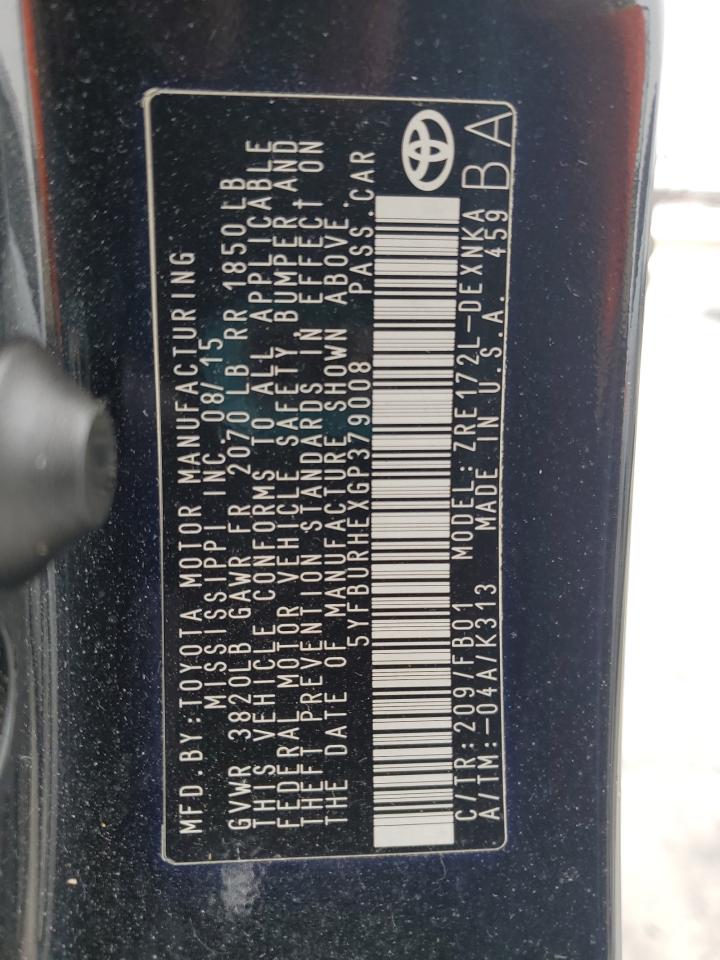 MFD.BY:TOYOTA MOTOR MANUFACTURING
MISSISSIPPI INC. 08/15
GVWR 3820LB GAWR FR 2070LB RR 1850LB
THIS VEHICLE CONFORMS TO ALL APPLICABLE
FEDERAL MOTOR VEHICLE SAFETY BUMPER AND
THEFT PREVENTION STANDARDS IN EFFECT ON
THE DATE OF MANUFACTURE SHOWN ABOVE.
5YFBURHEXGP379008 PASS.CAR
C/TR:209/FB01 MODEL:ZRE172L-DEXNKA
A/TM:-04A/K313 MADE IN U.S.A. 459
BA